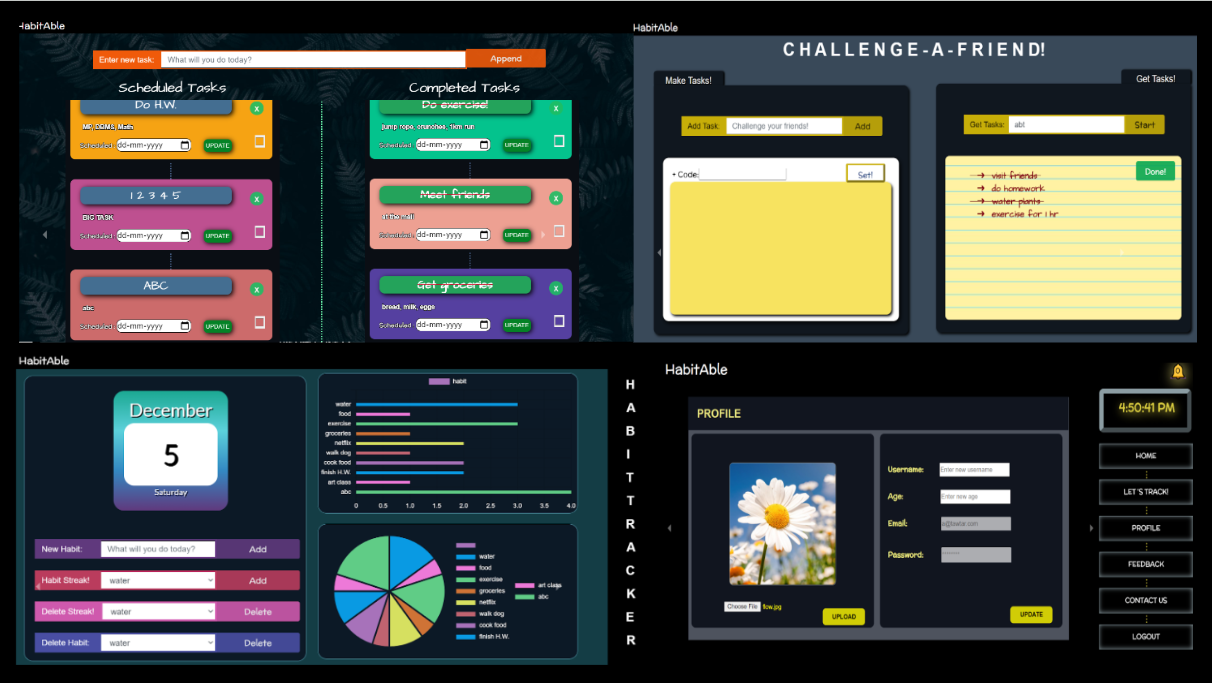 HabitAble
Enter new task:
What will you do today?
Append
Scheduled Tasks
Completed Tasks
Do H.W.
X
MP, DBMS, Math
Scheduled: dd-mm-yyyy
UPDATE
Do exercise!
X
jump rope, crunches, 1km run
Scheduled: dd-mm-yyyy
UPDATE
1 2 3 4 5
X
BIG TASK
Scheduled: dd-mm-yyyy
UPDATE
Meet friends
X
Scheduled: dd-mm-yyyy
UPDATE
ABC
X
abc
Scheduled: dd-mm-yyyy
UPDATE
Get groceries
X
bread, milk, eggs
Scheduled: dd-mm-yyyy
UPDATE
HabitAble
CHALLENGE-A-FRIEND!
Make Tasks!
Get Tasks!
Add Task:
Challenge your friends!
Add
Get Tasks:
abt
Start
• Code:
Set!
Done!
→ visit friends
→ do homework
→ water plants
→ exercise for 1 hr
HabitAble
December
5
Saturday
New Habit:
What will you do today?
Add
Habit Streak!
water
Add
Delete Streak!
water
Delete
Delete Habit:
water
Delete
habit
water
food
exercise
groceries
netflix
walk dog
cook food
finish H.W.
art class
abc
0 0.5 1.0 1.5 2.0 2.5 3.0 3.5 4.0
water
food
exercise
groceries
netflix
walk dog
cook food
finish H.W.
art class
abc
HABITTRACKER
HabitAble
PROFILE
Choose File flow.jpg
UPLOAD
Username:
Enter new username
Age:
Enter new age
Email:
Password:
UPDATE
4:50:41 PM
HOME
LET'S TRACK!
PROFILE
FEEDBACK
CONTACT US
LOGOUT